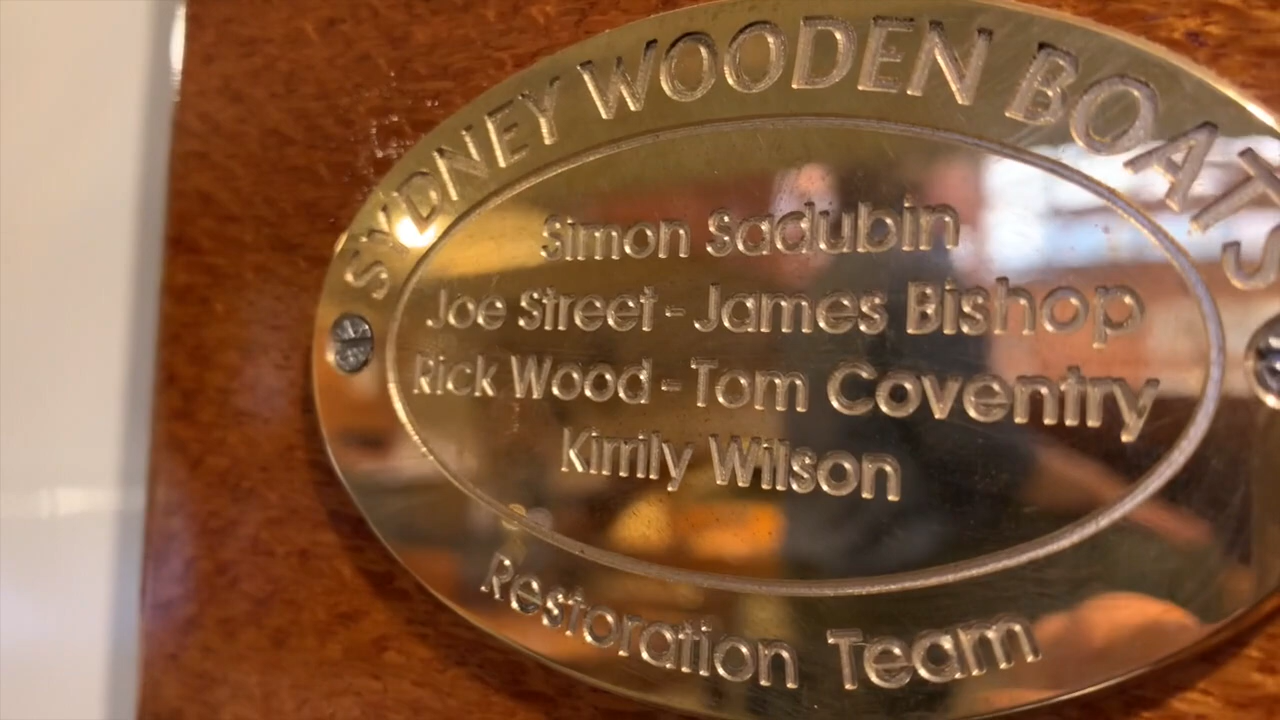 SYDNEY WOODEN BOATS
Simon Sadubin
Joe Street - James Bishop
Rick Wood - Tom Coventry
Kirrily Wilson
Restoration Team